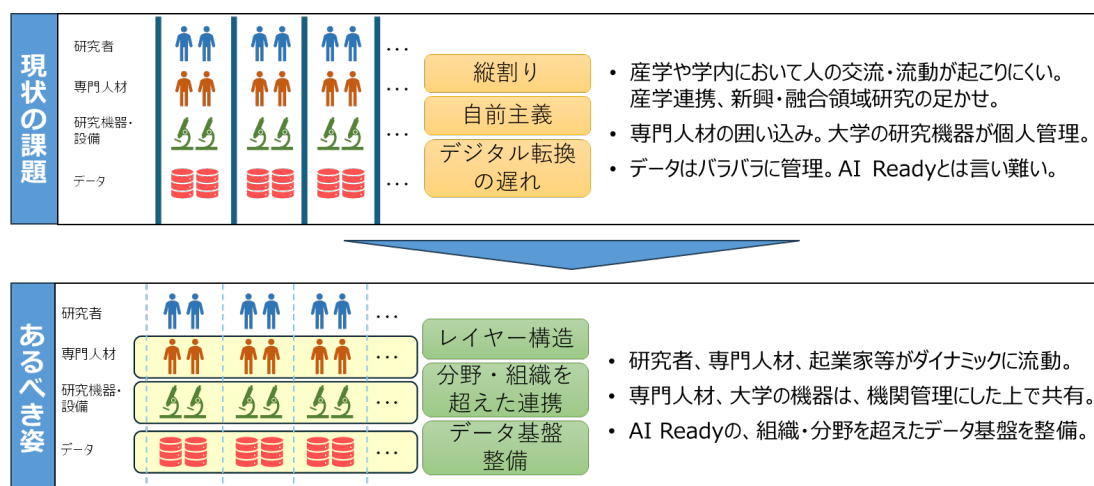 現状の課題
研究者
専門人材
研究機器・
設備
データ
…
…
…
…
縦割り
自前主義
デジタル転換
の遅れ
• 産学や学内において人の交流・流動が起こりにくい。
産学連携、新興・融合領域研究の足かせ。
• 専門人材の囲い込み。大学の研究機器が個人管理。
• データはバラバラに管理。AI Readyとは言い難い。
あるべき姿
研究者
専門人材
研究機器・
設備
データ
…
…
…
…
レイヤー構造
分野・組織を
超えた連携
データ基盤
整備
• 研究者、専門人材、起業家等がダイナミックに流動。
• 専門人材、大学の機器は、機関管理にした上で共有。
• AI Readyの、組織・分野を超えたデータ基盤を整備。